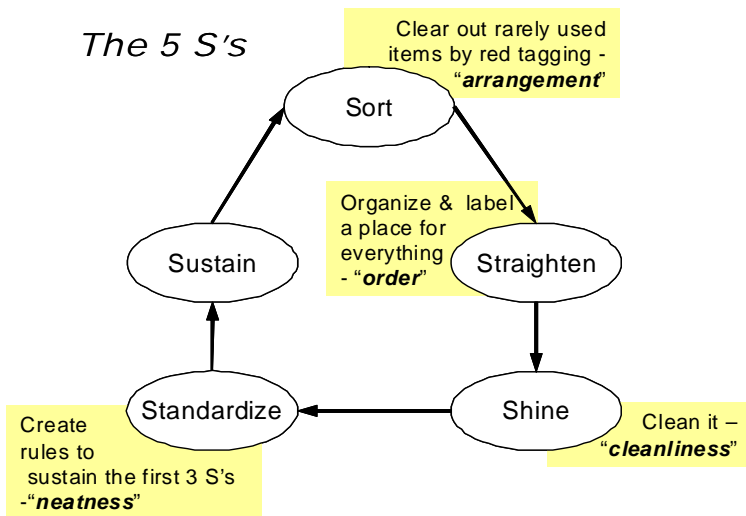 The 5 S's
Clear out rarely used
items by red tagging -
“arrangement”
Sort
Organize & label
a place for
everything
- “order”
Straighten
Sustain
Standardize
Shine
Clean it –
“cleanliness”
Create
rules to
sustain the first 3 S's
-“neatness”